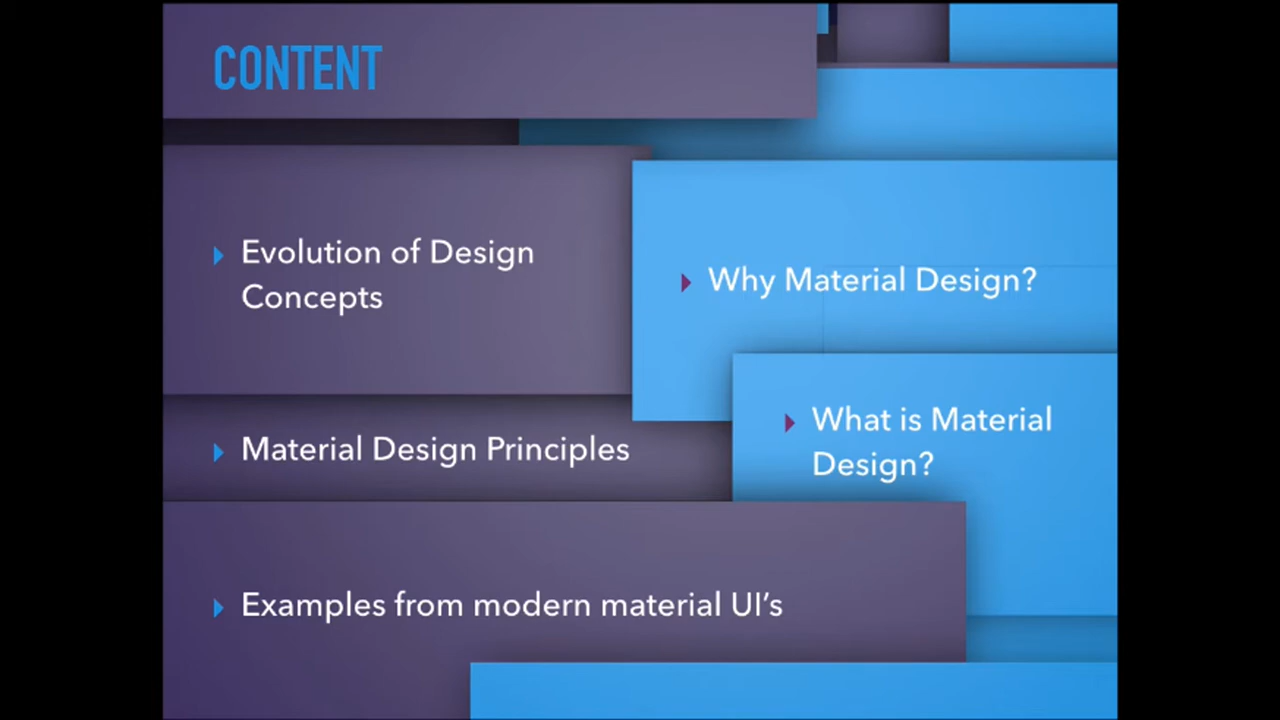 CONTENT
Evolution of Design
Concepts
Why Material Design?
What is Material
Design?
Material Design Principles
Examples from modern material UI’s